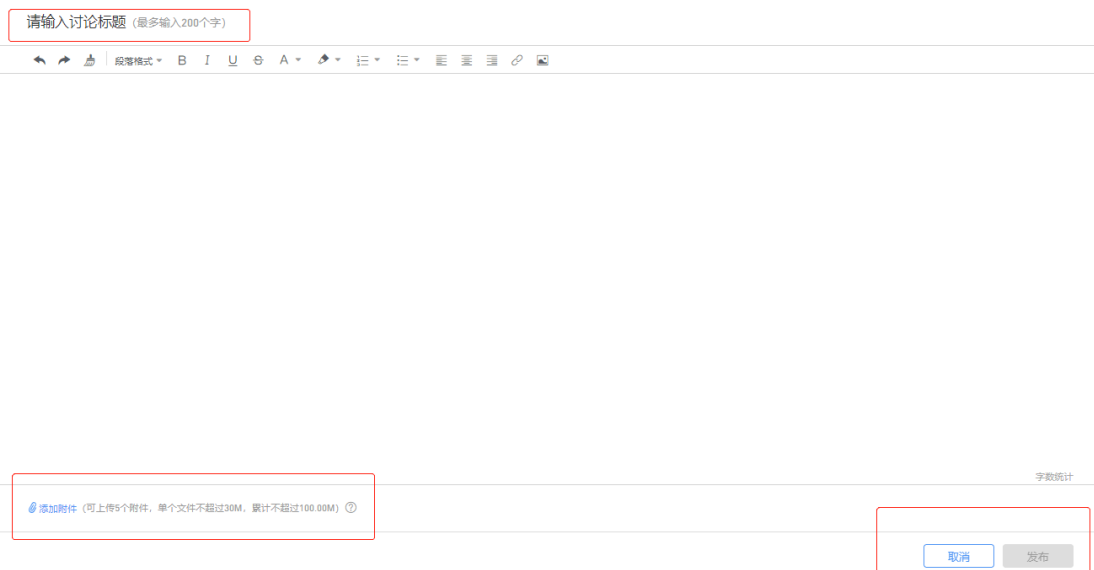 请输入讨论标题（最多输入200个字）
段落格式 B I U S A
字数统计
添加附件（可上传5个附件，单个文件不超过30M，累计不超过100.00M）?
取消 发布